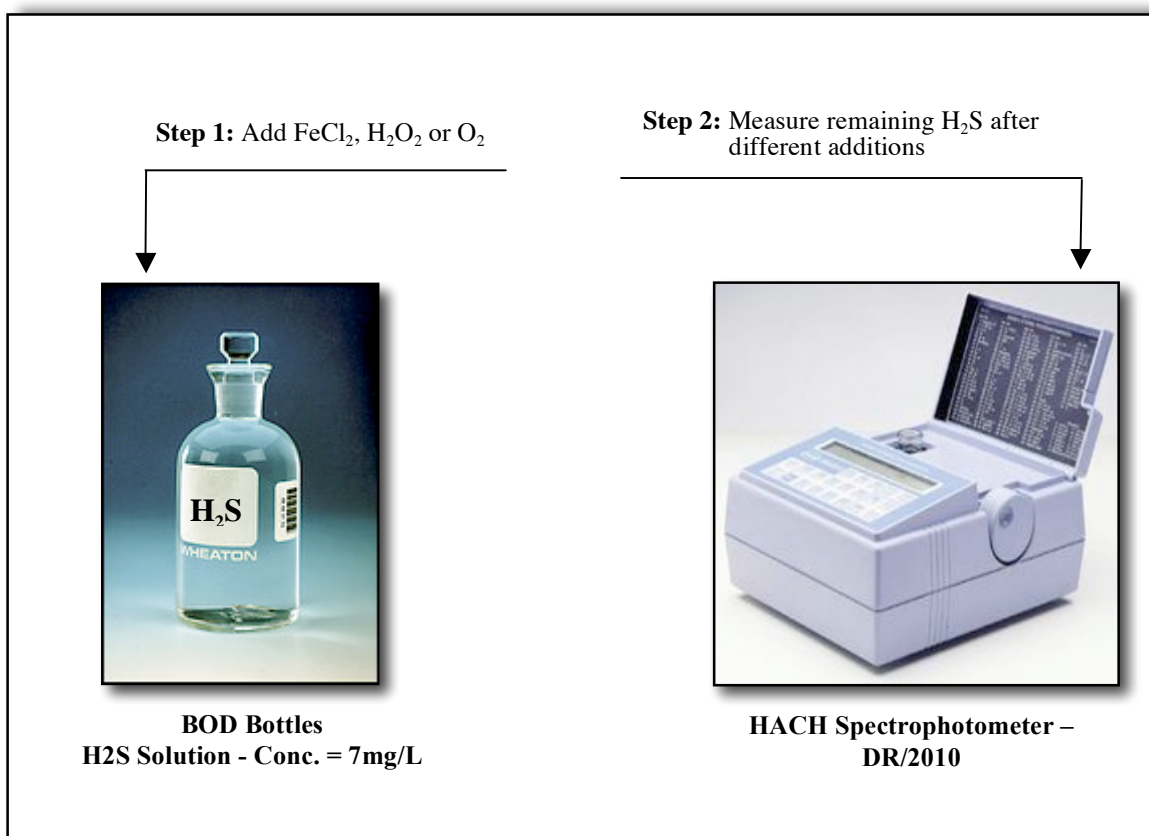 Step 1: Add FeCl₂, H₂O₂ or O₂
Step 2: Measure remaining H₂S after
different additions
H₂S
WHEATON
BOD Bottles
H2S Solution - Conc. = 7mg/L
HACH Spectrophotometer –
DR/2010